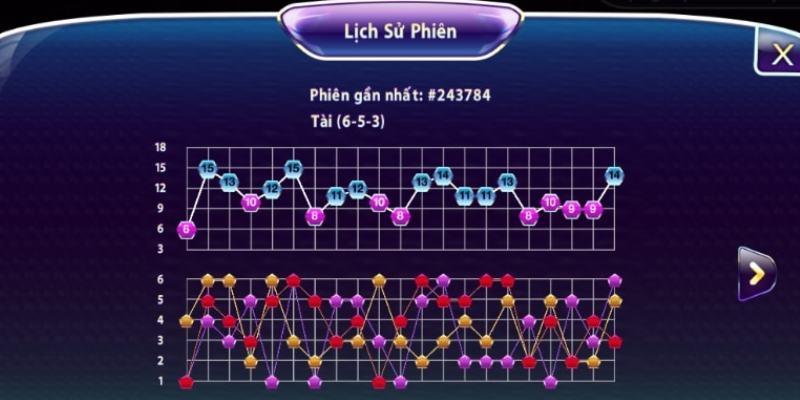 Lịch Sử Phiên
X
Phiên gần nhất: #243784
Tài (6-5-3)
18
15
12
9
6
3
6 15 13 10 12 15 8 11 12 10 8 13 14 11 11 13 8 10 9 9 14
6
5
4
3
2
1